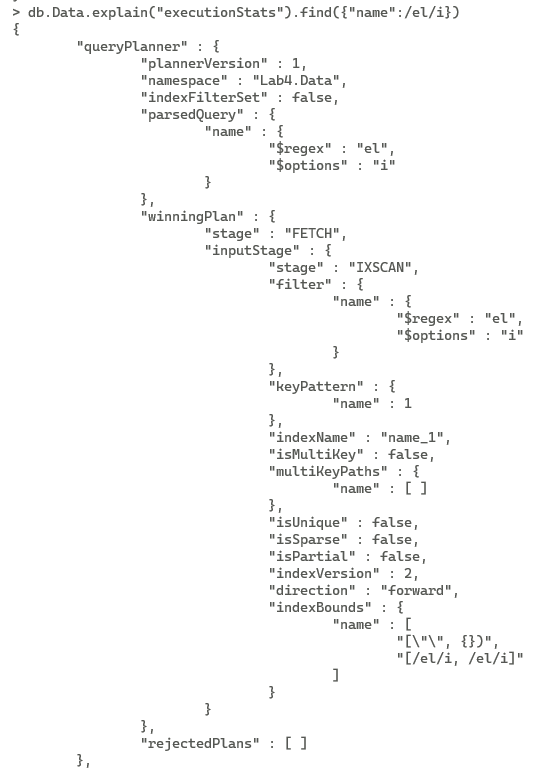 > db.Data.explain("executionStats").find({"name":/el/i})
{
"queryPlanner" : {
"plannerVersion" : 1,
"namespace" : "Lab4.Data",
"indexFilterSet" : false,
"parsedQuery" : {
"name" : {
"$regex" : "el",
"$options" : "i"
}
},
"winningPlan" : {
"stage" : "FETCH",
"inputStage" : {
"stage" : "IXSCAN",
"filter" : {
"name" : {
"$regex" : "el",
"$options" : "i"
}
},
"keyPattern" : {
"name" : 1
},
"indexName" : "name_1",
"isMultiKey" : false,
"multiKeyPaths" : {
"name" : [ ]
},
"isUnique" : false,
"isSparse" : false,
"isPartial" : false,
"indexVersion" : 2,
"direction" : "forward",
"indexBounds" : {
"name" : [
"[\"\", {})",
"[/el/i, /el/i]"
]
}
}
},
"rejectedPlans" : [ ]
},